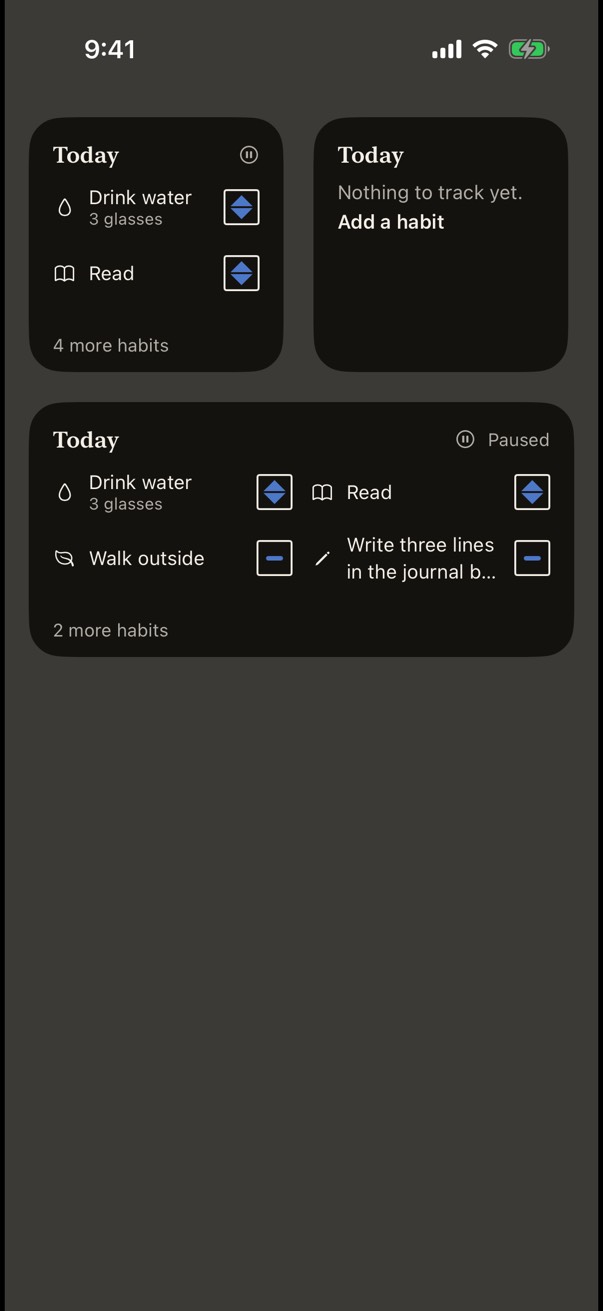 9:41
Today
Drink water
3 glasses
Read
4 more habits
Today
Nothing to track yet.
Add a habit
Today
Paused
Drink water
3 glasses
Read
Walk outside
Write three lines
in the journal b...
2 more habits